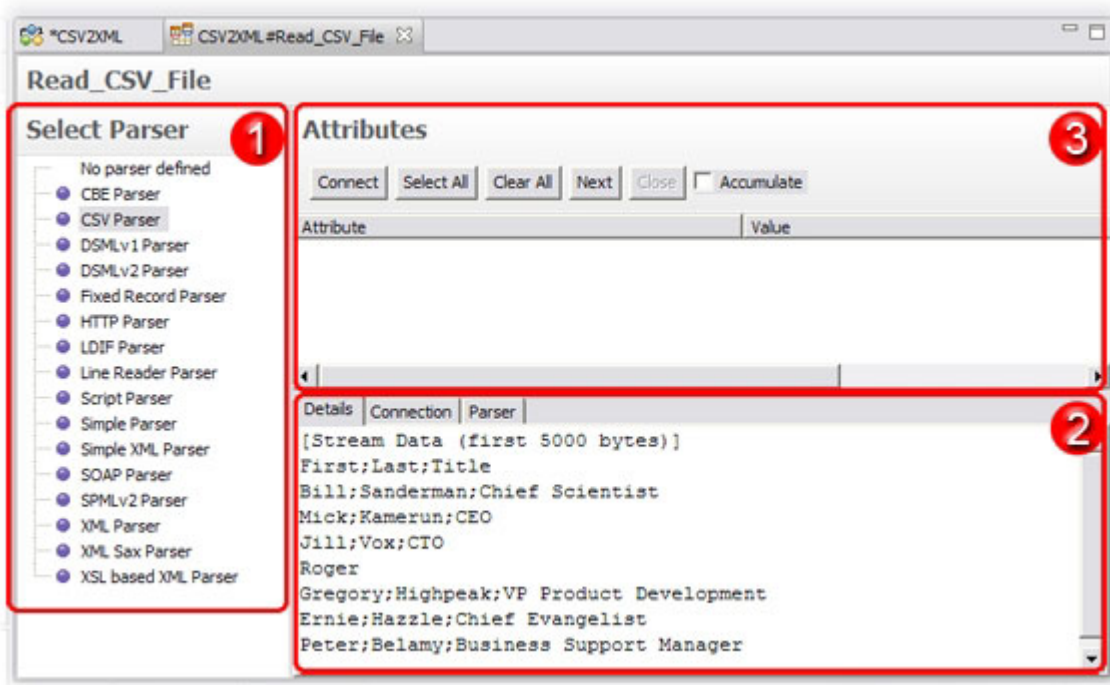 *CSV2XML
CSV2XML#Read_CSV_File
Read_CSV_File
Select Parser
1
No parser defined
CBE Parser
CSV Parser
DSMLv1 Parser
DSMLv2 Parser
Fixed Record Parser
HTTP Parser
LDIF Parser
Line Reader Parser
Script Parser
Simple Parser
Simple XML Parser
SOAP Parser
SPMLv2 Parser
XML Parser
XML Sax Parser
XSL based XML Parser
Attributes
3
Connect Select All Clear All Next Close Accumulate
Attribute Value
Details Connection Parser
2
[Stream Data (first 5000 bytes)]
First;Last;Title
Bill;Sanderman;Chief Scientist
Mick;Kamerun;CEO
Jill;Vox;CTO
Roger
Gregory;Highpeak;VP Product Development
Ernie;Hazzle;Chief Evangelist
Peter;Belamy;Business Support Manager